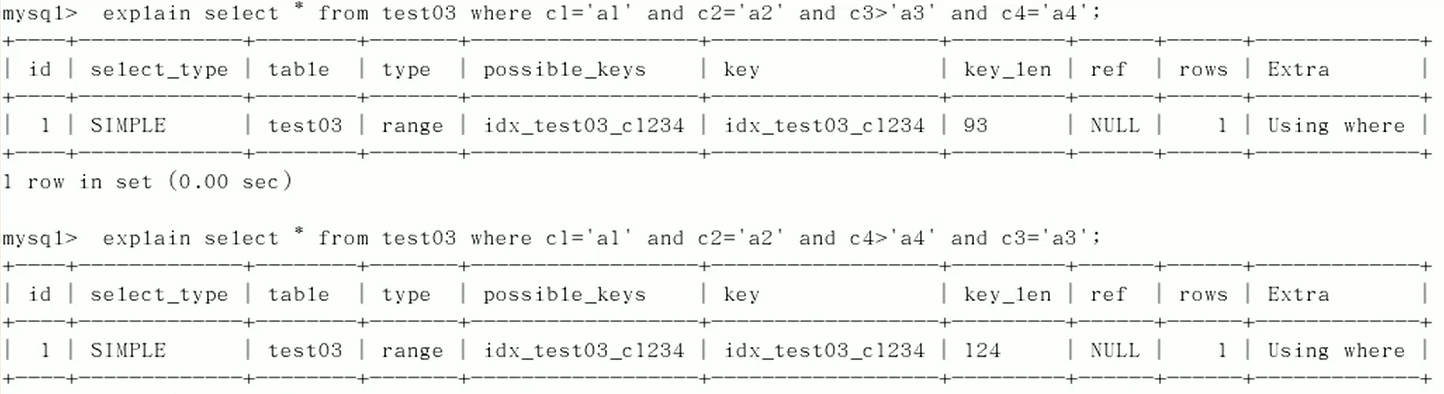 mysql>  explain select * from test03 where c1='a1' and c2='a2' and c3>'a3' and c4='a4';
+----+-------------+--------+-------+-------------------+-------------------+---------+------+------+-------------+
| id | select_type | table  | type  | possible_keys     | key               | key_len | ref  | rows | Extra       |
+----+-------------+--------+-------+-------------------+-------------------+---------+------+------+-------------+
|  1 | SIMPLE      | test03 | range | idx_test03_c1234 | idx_test03_c1234 | 93      | NULL |    1 | Using where |
+----+-------------+--------+-------+-------------------+-------------------+---------+------+------+-------------+
1 row in set (0.00 sec)
mysql>  explain select * from test03 where c1='a1' and c2='a2' and c4>'a4' and c3='a3';
+----+-------------+--------+-------+-------------------+-------------------+---------+------+------+-------------+
| id | select_type | table  | type  | possible_keys     | key               | key_len | ref  | rows | Extra       |
+----+-------------+--------+-------+-------------------+-------------------+---------+------+------+-------------+
|  1 | SIMPLE      | test03 | range | idx_test03_c1234 | idx_test03_c1234 | 124     | NULL |    1 | Using where |
+----+-------------+--------+-------+-------------------+-------------------+---------+------+------+-------------+